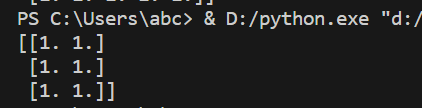 PS C:\Users\abc> & D:/python.exe "d:/
[[1. 1.]
 [1. 1.]
 [1. 1.]]